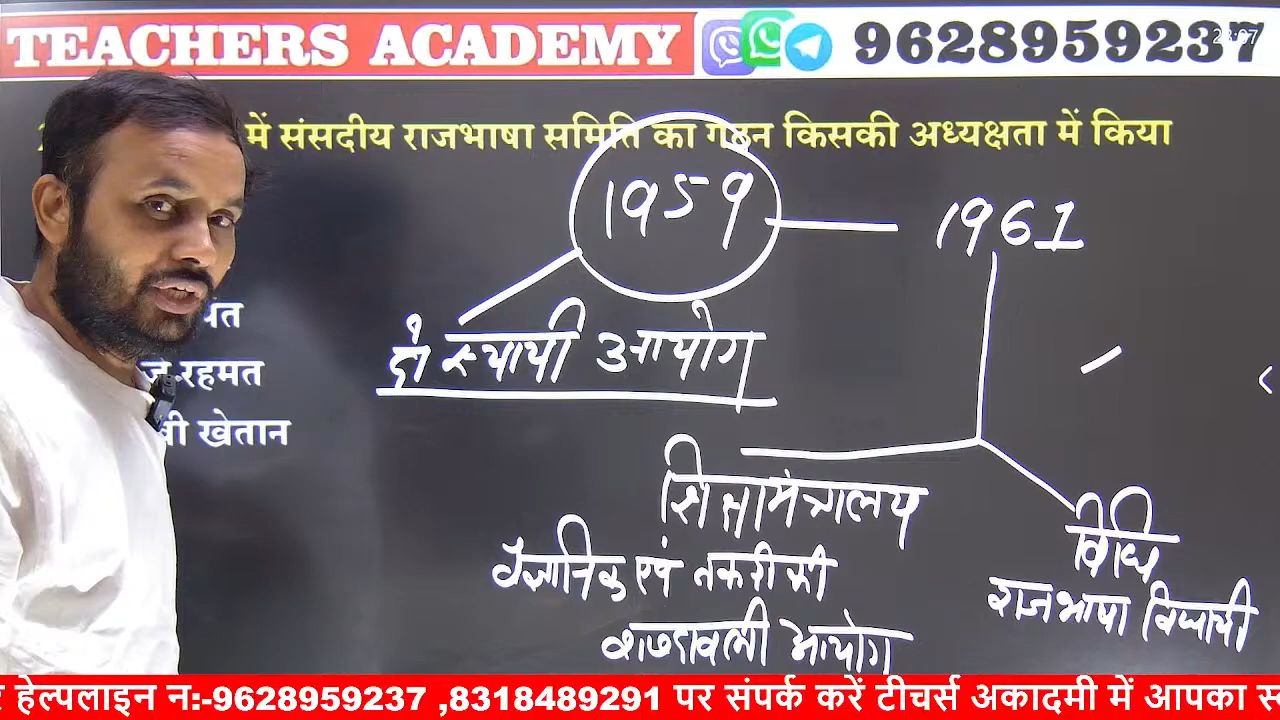 TEACHERS ACADEMY 9628959237
में संसदीय राजभाषा समिति का गठन किसकी अध्यक्षता में किया
1959 1961
दो स्थायी आयोग
रहमत
खेतान
शिक्षामंत्रालय
विधि
वैज्ञानिक एवं तकनीकी
राजभाषा विधायी
शब्दावली आयोग
हेल्पलाइन न:-9628959237 ,8318489291 पर संपर्क करें टीचर्स अकादमी में आपका